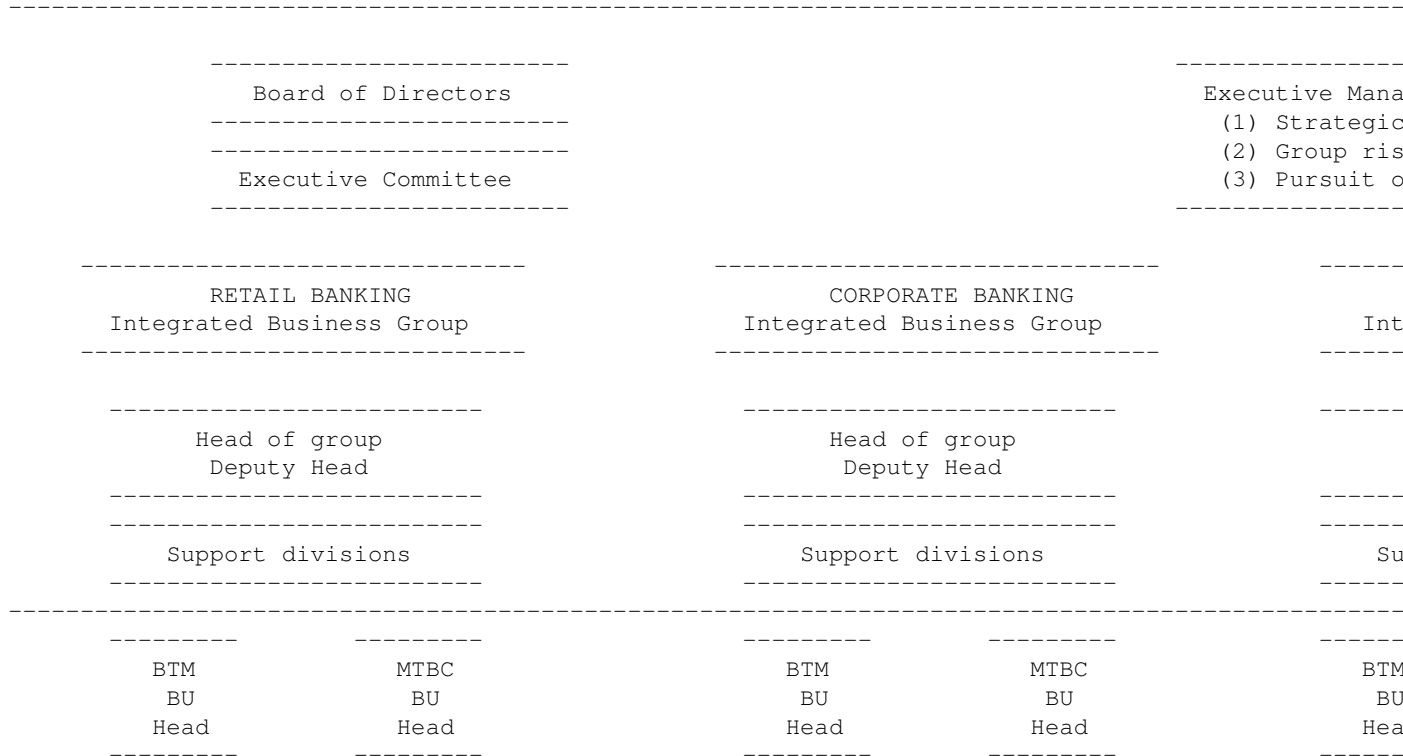 Board of Directors Executive Mana
(1) Strategic
(2) Group ris
Executive Committee (3) Pursuit o
RETAIL BANKING CORPORATE BANKING
Integrated Business Group Integrated Business Group Int
Head of group Head of group
Deputy Head Deputy Head
Support divisions Support divisions Su
BTM MTBC BTM MTBC BTM
BU BU BU BU BU
Head Head Head Head Hea